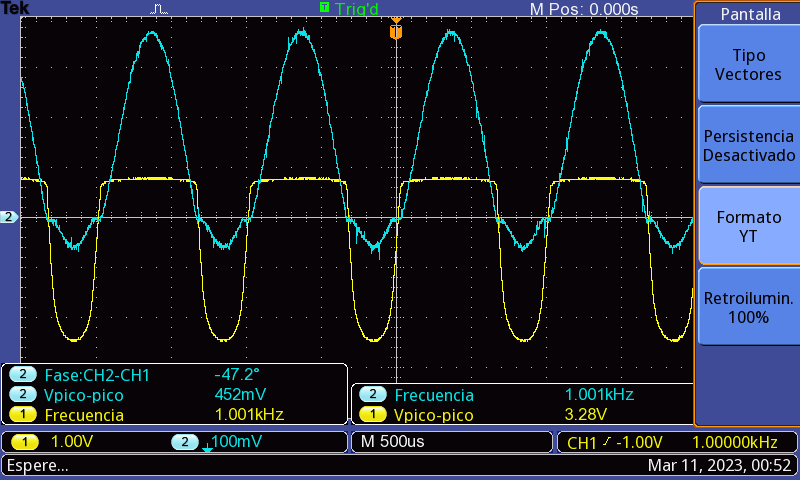 Tek
T Trig'd
M Pos: 0.000s
Pantalla
T
Tipo
Vectores
Persistencia
Desactivado
2
Formato
YT
Retroilumin.
100%
2 Fase:CH2-CH1 -47.2°
2 Vpico-pico 452mV
1 Frecuencia 1.001kHz
2 Frecuencia 1.001kHz
1 Vpico-pico 3.28V
1 1.00V 2 100mV M 500us CH1 -1.00V 1.00000kHz
Espere... Mar 11, 2023, 00:52